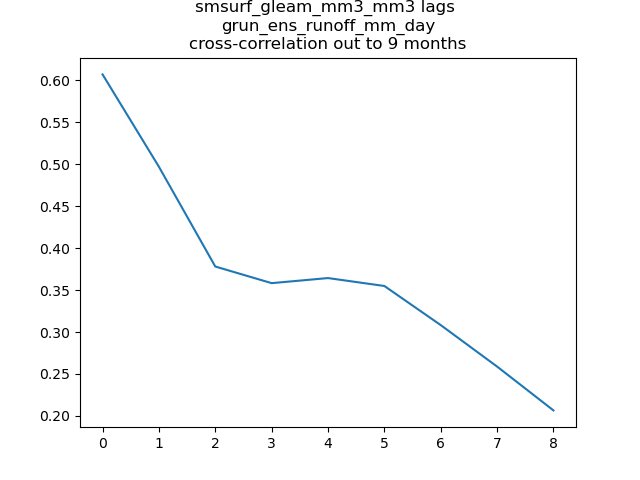 smsurf_gleam_mm3_mm3 lags
grun_ens_runoff_mm_day
cross-correlation out to 9 months
0.60
0.55
0.50
0.45
0.40
0.35
0.30
0.25
0.20
0 1 2 3 4 5 6 7 8